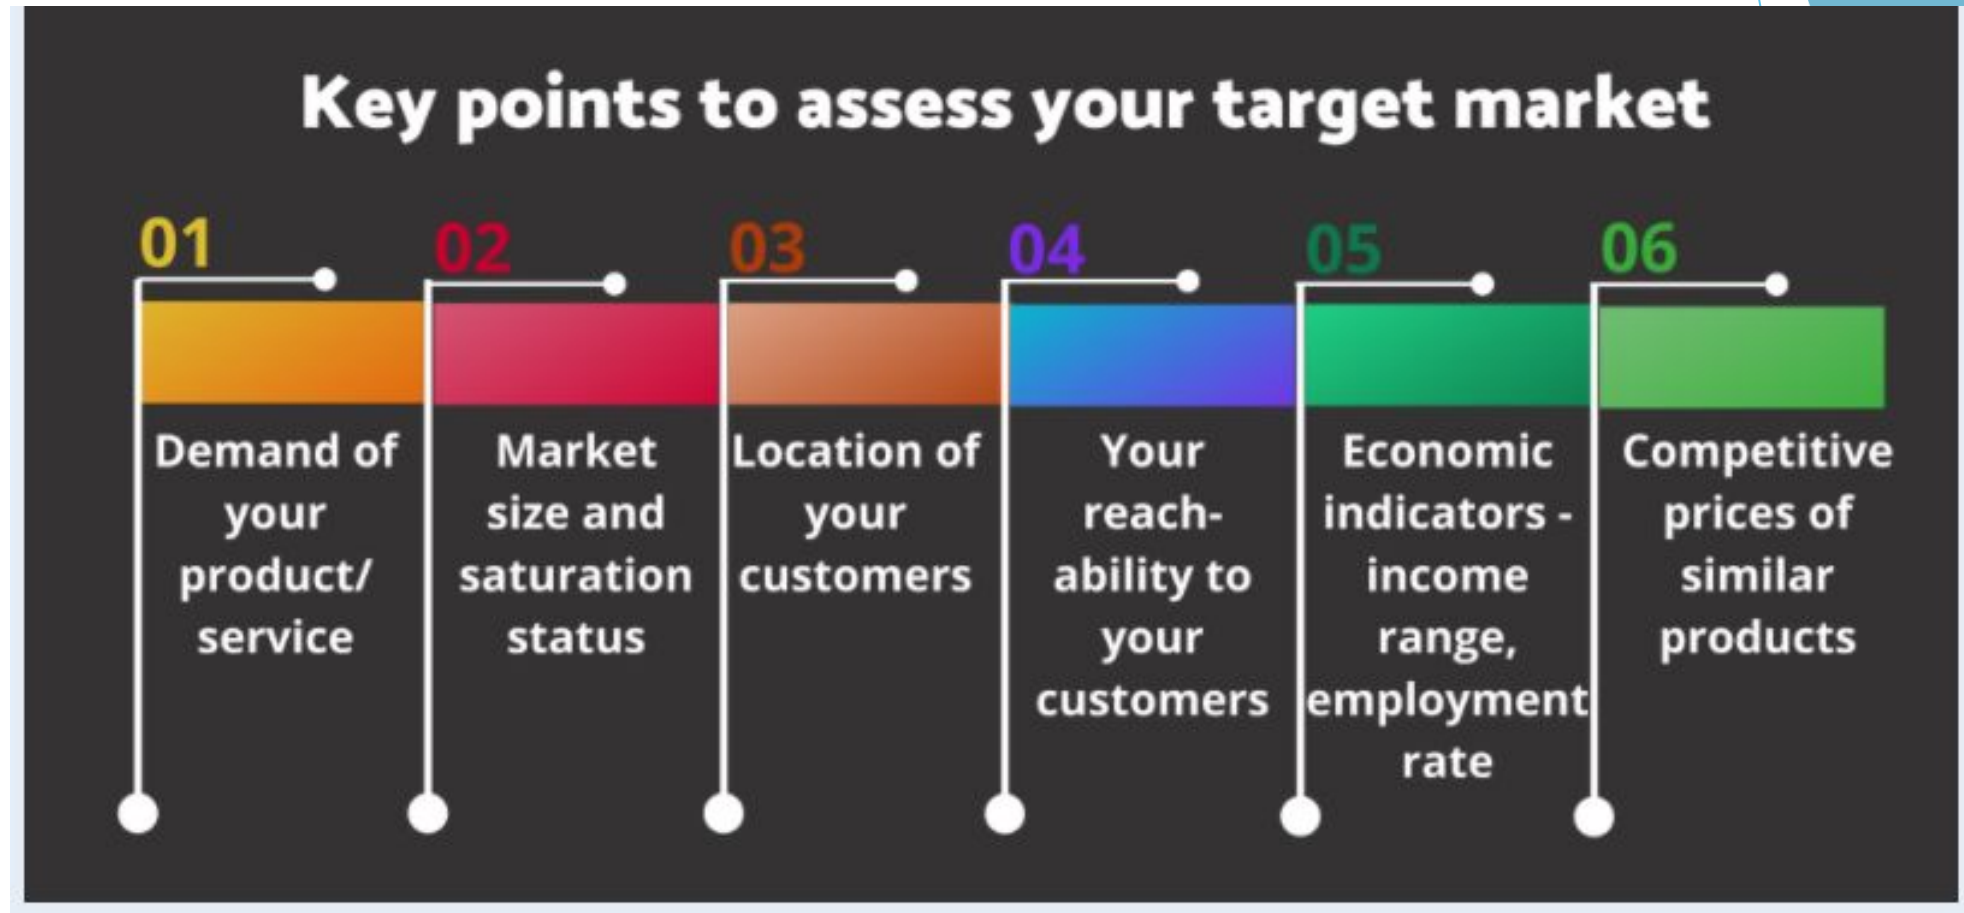 Key points to assess your target market
01
Demand of
your
product/
service
02
Market
size and
saturation
status
03
Location of
your
customers
04
Your
reach-
ability to
your
customers
05
Economic
indicators -
income
range,
employment
rate
06
Competitive
prices of
similar
products